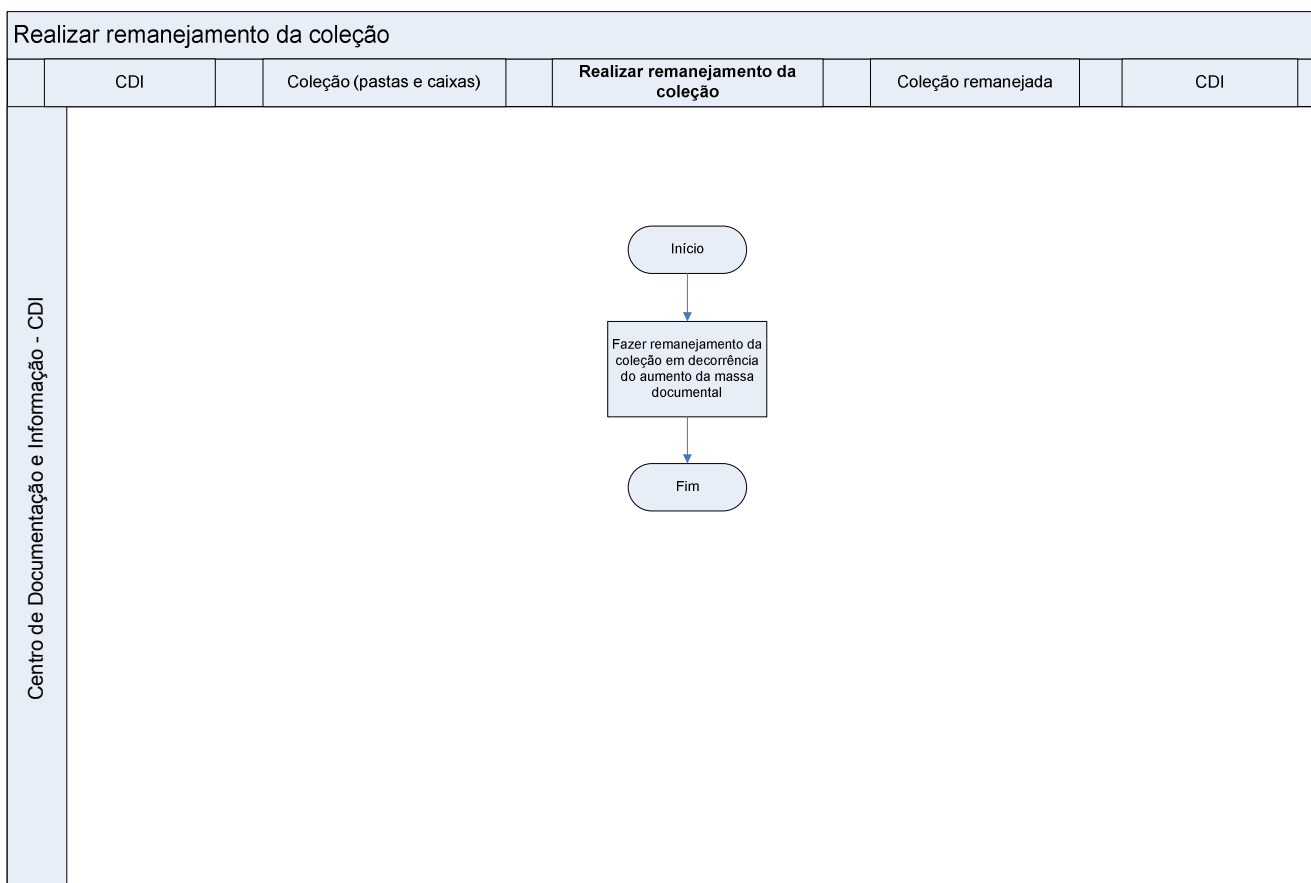 Realizar remanejamento da coleção
CDI
Coleção (pastas e caixas)
Realizar remanejamento da
coleção
Coleção remanejada
CDI
Centro de Documentação e Informação - CDI
Início
Fazer remanejamento da
coleção em decorrência
do aumento da massa
documental
Fim